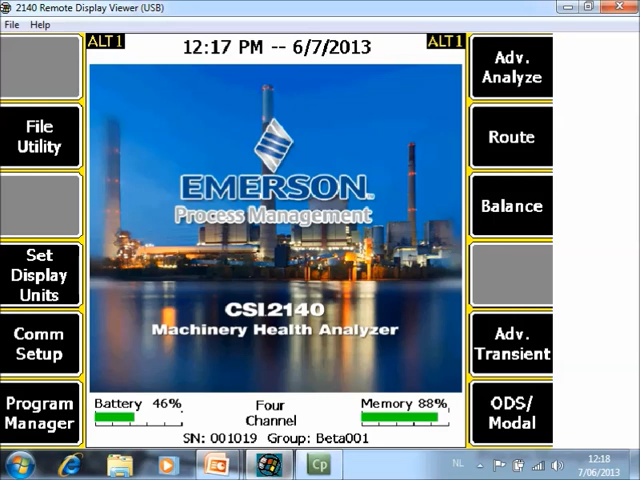 2140 Remote Display Viewer (USB)
File Help
ALT1
12:17 PM -- 6/7/2013
ALT1
Adv.
Analyze
File
Utility
Route
Balance
Set
Display
Units
Comm
Setup
Adv.
Transient
Program
Manager
ODS/
Modal
EMERSON
Process Management
CSI 2140
Machinery Health Analyzer
Battery 46%
Four
Channel
Memory 88%
SN: 001019 Group: Beta001
Cp
NL
12:18
7/06/2013